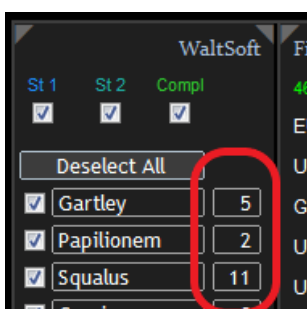 WaltSoft
St 1 St 2 Compl
Deselect All
Gartley 5
Papilionem 2
Squalus 11